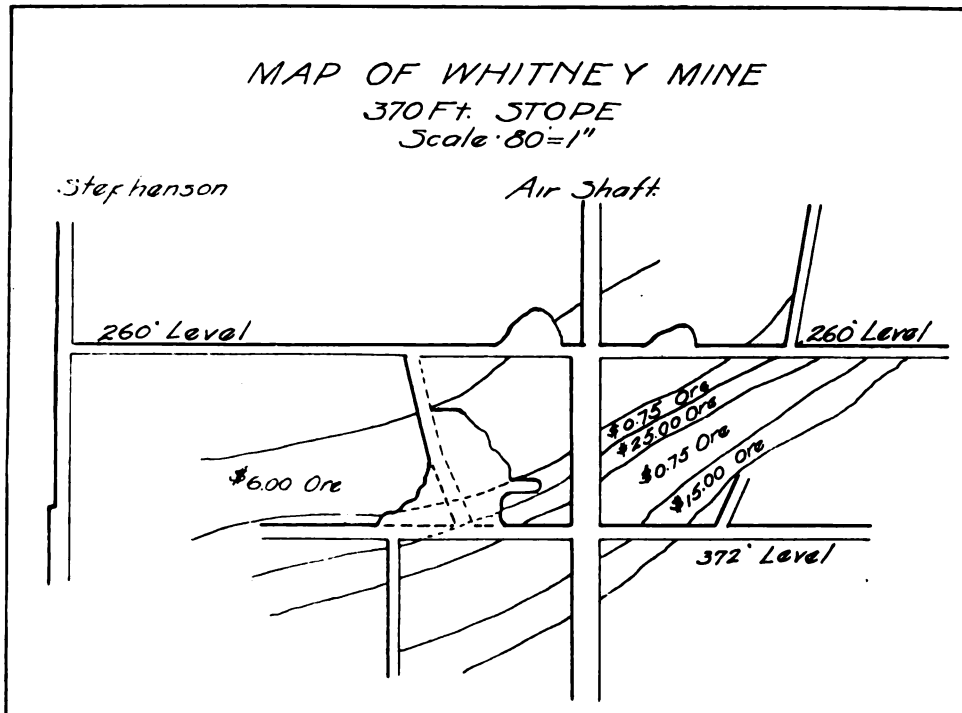 MAP OF WHITNEY MINE
370 Ft. STOPE
Scale 80'=1"
Stephenson
Air Shaft
260' Level
260' Level
$0.75 Ore
$25.00 Ore
$0.75 Ore
$6.00 Ore
$15.00 Ore
372' Level